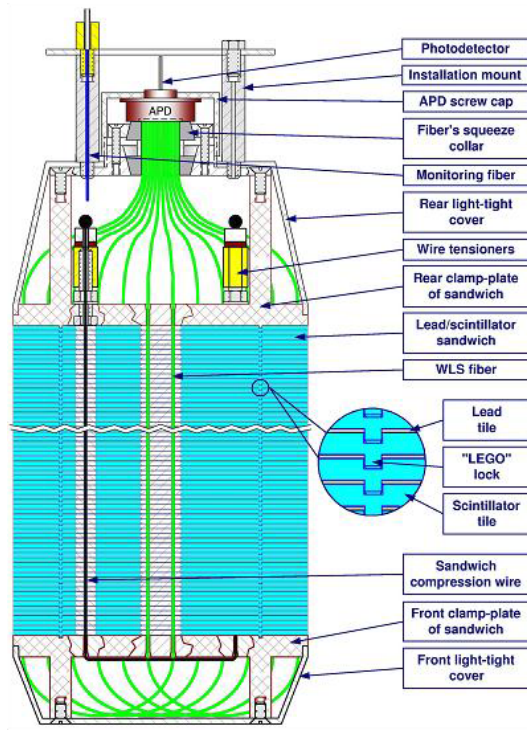 Photodetector
Installation mount
APD screw cap
APD
Fiber's squeeze
collar
Monitoring fiber
Rear light-tight
cover
Wire tensioners
Rear clamp-plate
of sandwich
Lead/scintillator
sandwich
WLS fiber
Lead
tile
"LEGO"
lock
Scintillator
tile
Sandwich
compression wire
Front clamp-plate
of sandwich
Front light-tight
cover